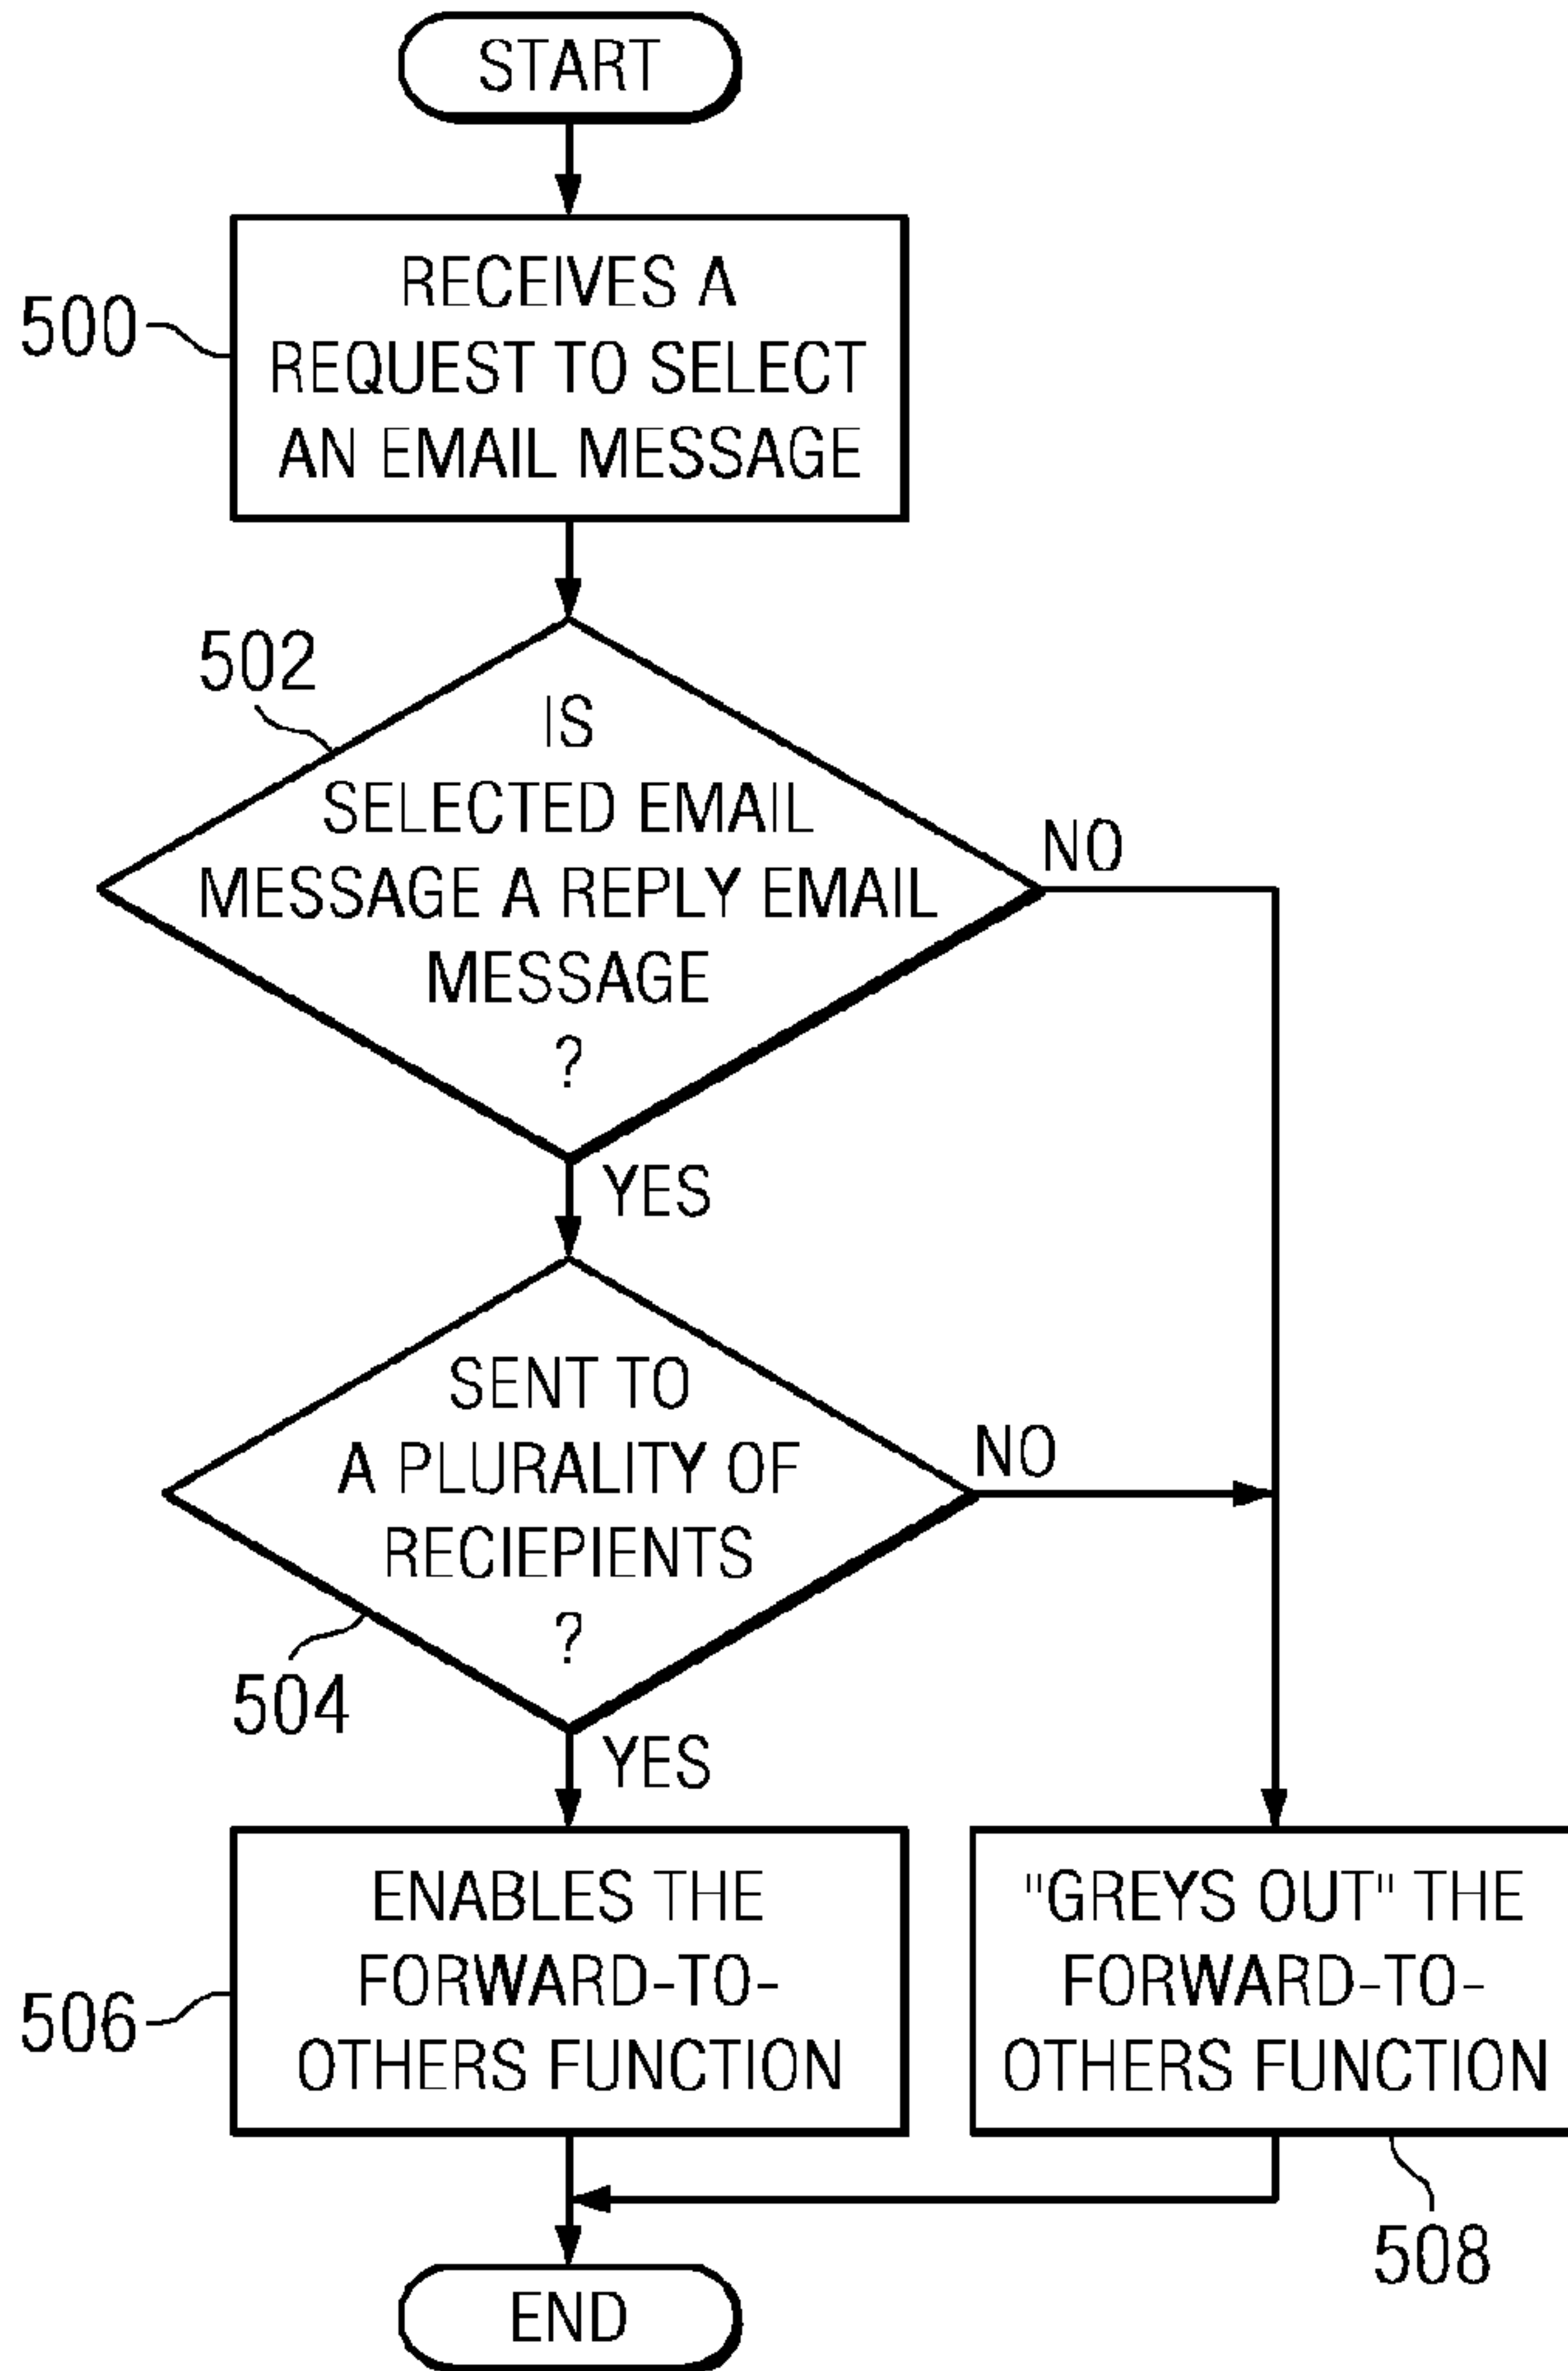 START
500
RECEIVES A
REQUEST TO SELECT
AN EMAIL MESSAGE
502
IS
SELECTED EMAIL
MESSAGE A REPLY EMAIL
MESSAGE
?
NO
YES
SENT TO
A PLURALITY OF
RECIEPIENTS
?
NO
504
YES
506
ENABLES THE
FORWARD-TO-
OTHERS FUNCTION
"GREYS OUT" THE
FORWARD-TO-
OTHERS FUNCTION
508
END